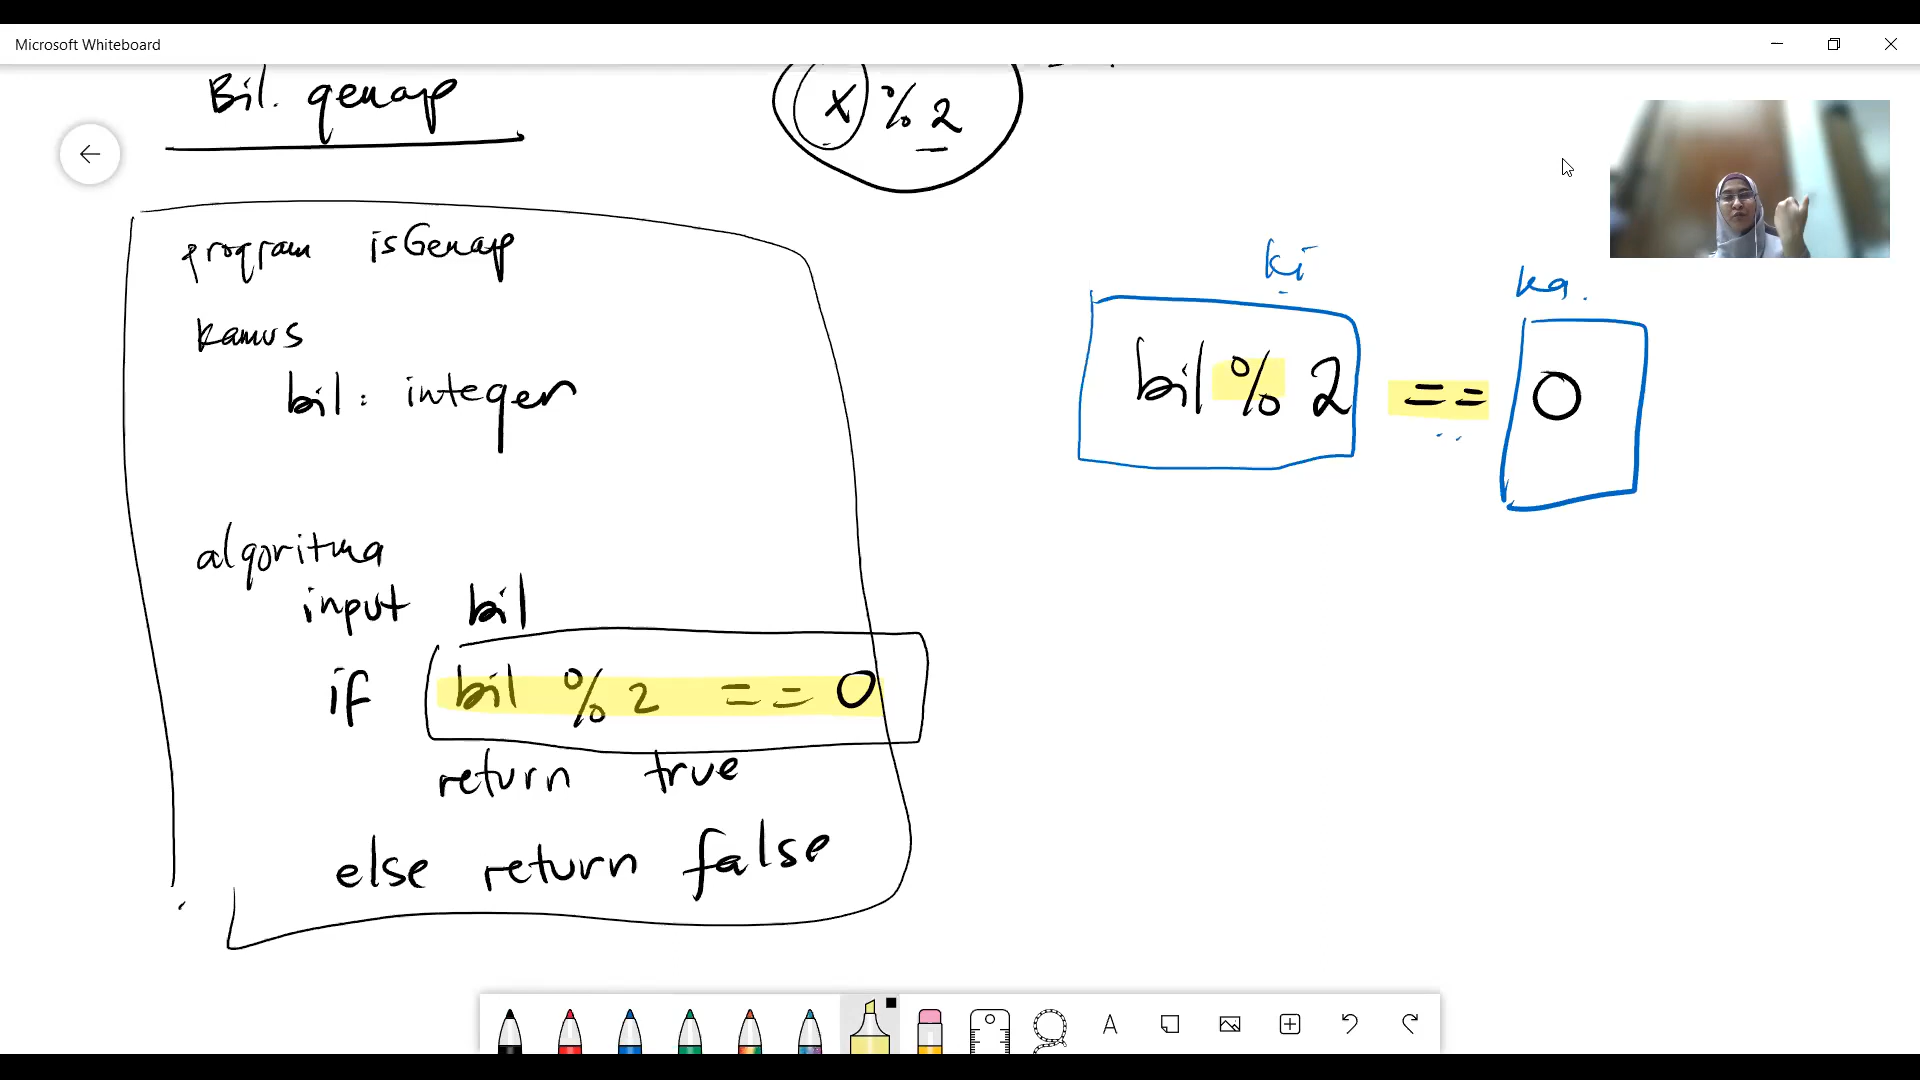 Microsoft Whiteboard
Bil. genap
x % 2
program isGenap
kamus
bil : integer
algoritma
input bil
if bil % 2 == 0
return true
else return false
ki
ka.
bil % 2 == 0
A